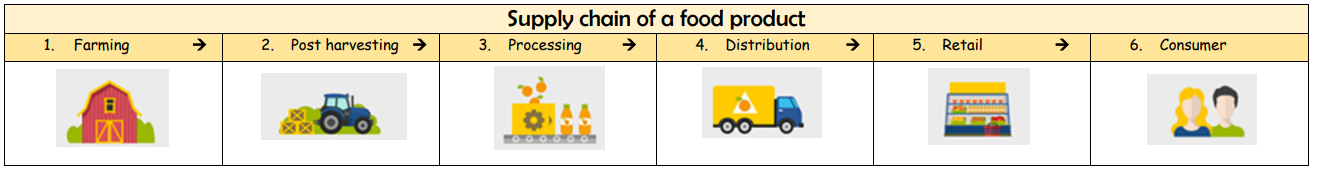 Supply chain of a food product
1. Farming → 2. Post harvesting → 3. Processing → 4. Distribution → 5. Retail → 6. Consumer